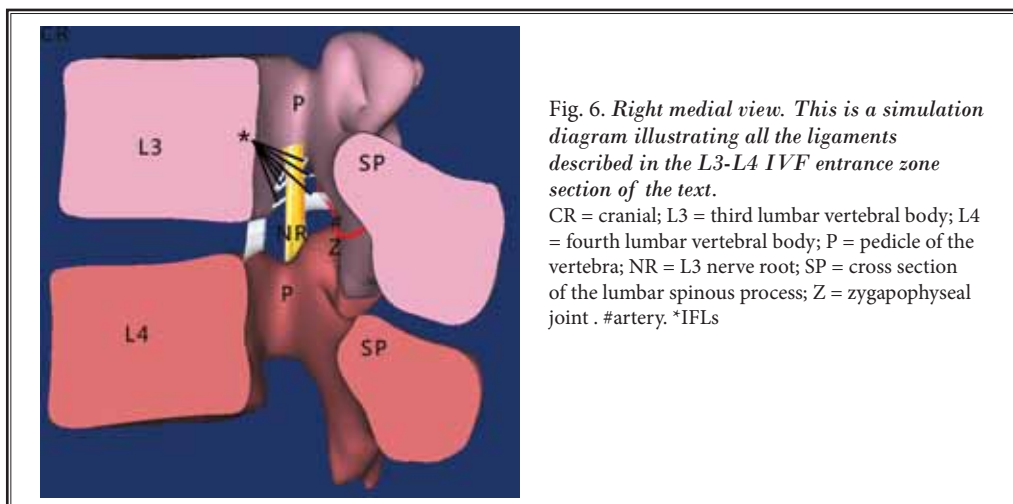 CR
P
L3
*
SP
NR
#
Z
P
L4
SP
Fig. 6. Right medial view. This is a simulation
diagram illustrating all the ligaments
described in the L3-L4 IVF entrance zone
section of the text.
CR = cranial; L3 = third lumbar vertebral body; L4
= fourth lumbar vertebral body; P = pedicle of the
vertebra; NR = L3 nerve root; SP = cross section
of the lumbar spinous process; Z = zygapophyseal
joint . #artery. *IFLs